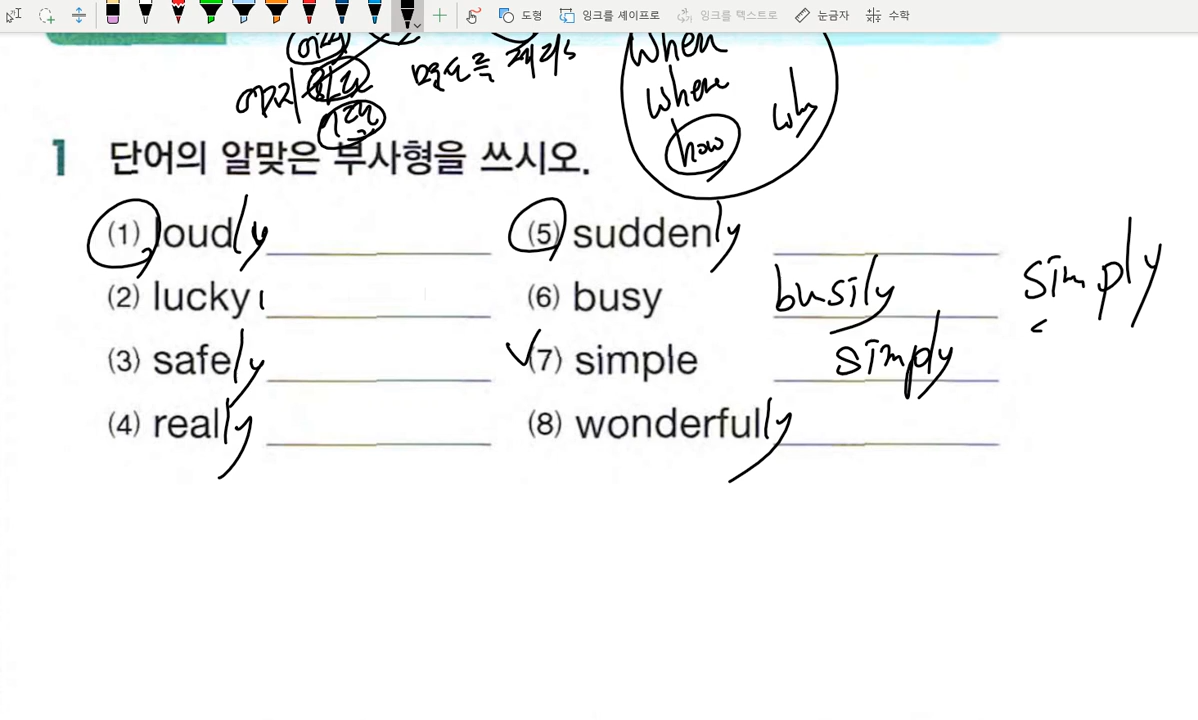 도형 잉크를 셰이프로 잉크를 텍스트로 눈금자 수학
when
where why
how
1 단어의 알맞은 부사형을 쓰시오.
(1) loudly (5) suddenly
(2) lucky (6) busy busily simply
(3) safely (7) simple simply
(4) really (8) wonderfully